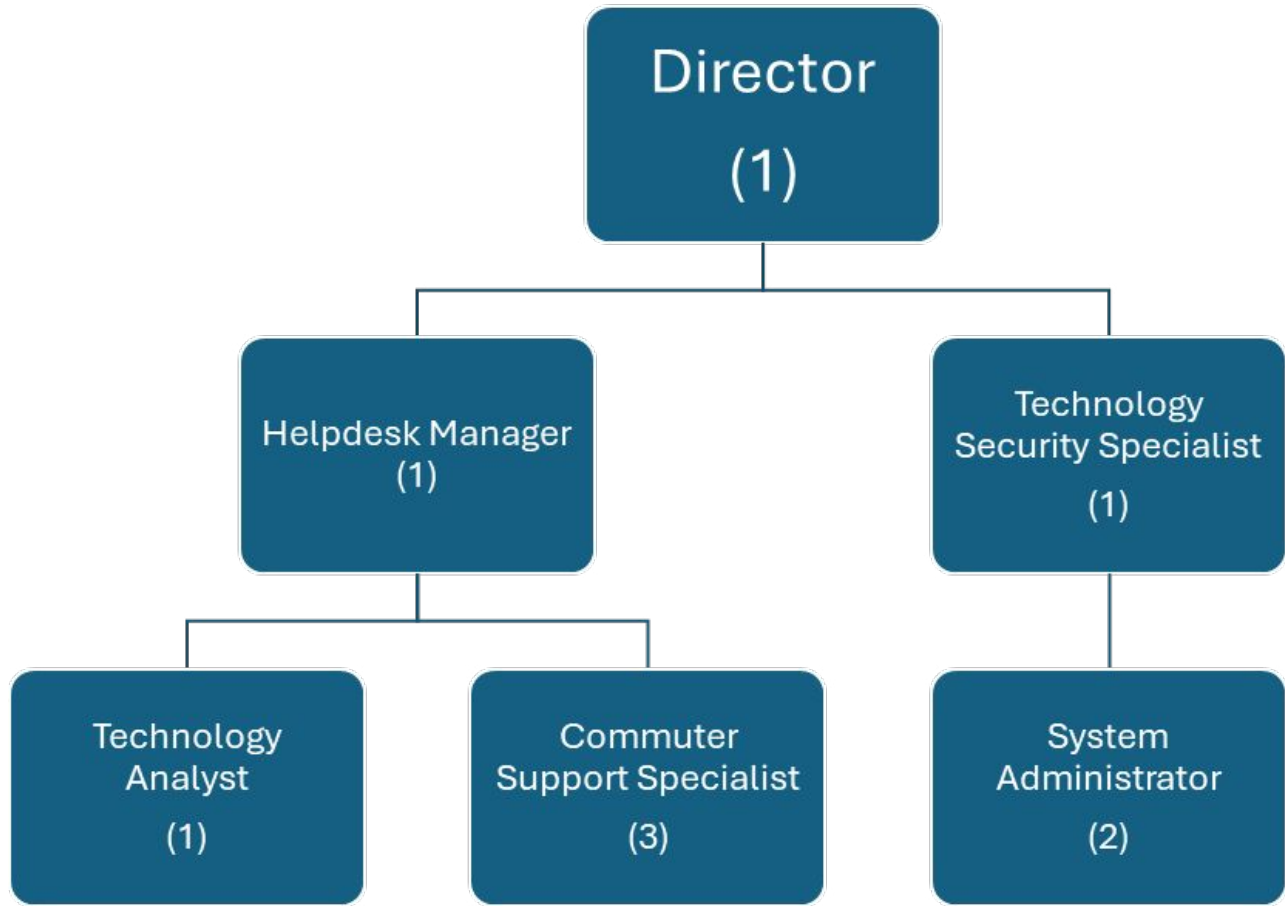 Director
(1)
Helpdesk Manager
(1)
Technology
Security Specialist
(1)
Technology
Analyst
(1)
Commuter
Support Specialist
(3)
System
Administrator
(2)